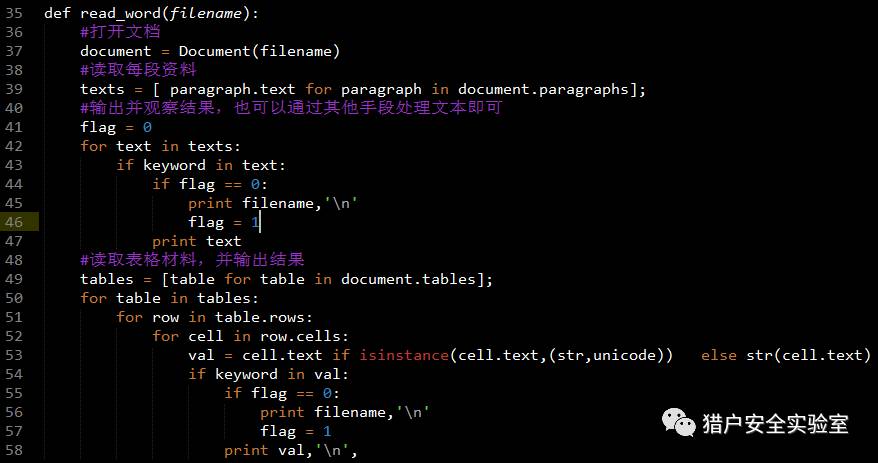 35 def read_word(filename):
36     #打开文档
37     document = Document(filename)
38     #读取每段资料
39     texts = [ paragraph.text for paragraph in document.paragraphs];
40     #输出并观察结果，也可以通过其他手段处理文本即可
41     flag = 0
42     for text in texts:
43         if keyword in text:
44             if flag == 0:
45                 print filename,'\n'
46                 flag = 1
47             print text
48     #读取表格材料，并输出结果
49     tables = [table for table in document.tables];
50     for table in tables:
51         for row in table.rows:
52             for cell in row.cells:
53                 val = cell.text if isinstance(cell.text,(str,unicode))   else str(cell.text)
54                 if keyword in val:
55                     if flag == 0:
56                         print filename,'\n'
57                         flag = 1
58                     print val,'\n',
猎户安全实验室